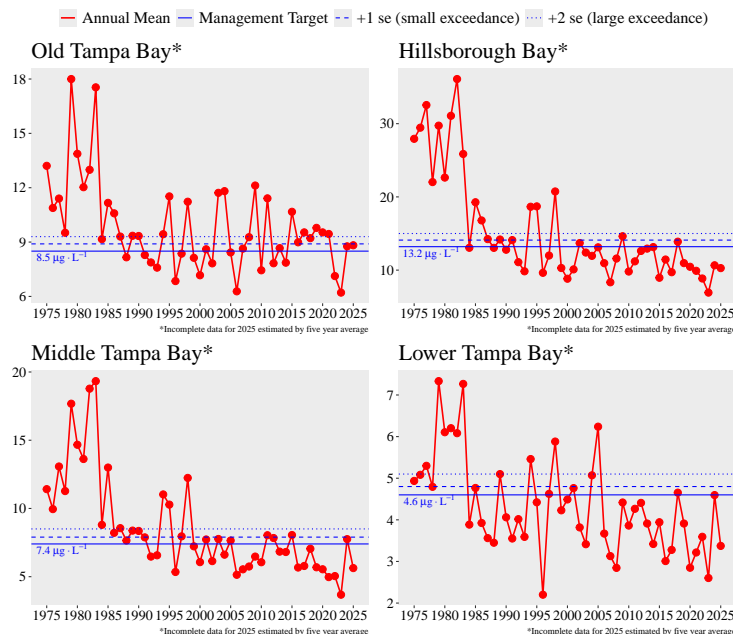 Annual Mean Management Target +1 se (small exceedance) +2 se (large exceedance)
Old Tampa Bay*
18
15
12
9
6
8.5 μg · L⁻¹
1975 1980 1985 1990 1995 2000 2005 2010 2015 2020 2025
*Incomplete data for 2025 estimated by five year average
Hillsborough Bay*
30
20
10
13.2 μg · L⁻¹
1975 1980 1985 1990 1995 2000 2005 2010 2015 2020 2025
*Incomplete data for 2025 estimated by five year average
Middle Tampa Bay*
20
15
10
5
7.4 μg · L⁻¹
1975 1980 1985 1990 1995 2000 2005 2010 2015 2020 2025
*Incomplete data for 2025 estimated by five year average
Lower Tampa Bay*
7
6
5
4
3
2
4.6 μg · L⁻¹
1975 1980 1985 1990 1995 2000 2005 2010 2015 2020 2025
*Incomplete data for 2025 estimated by five year average